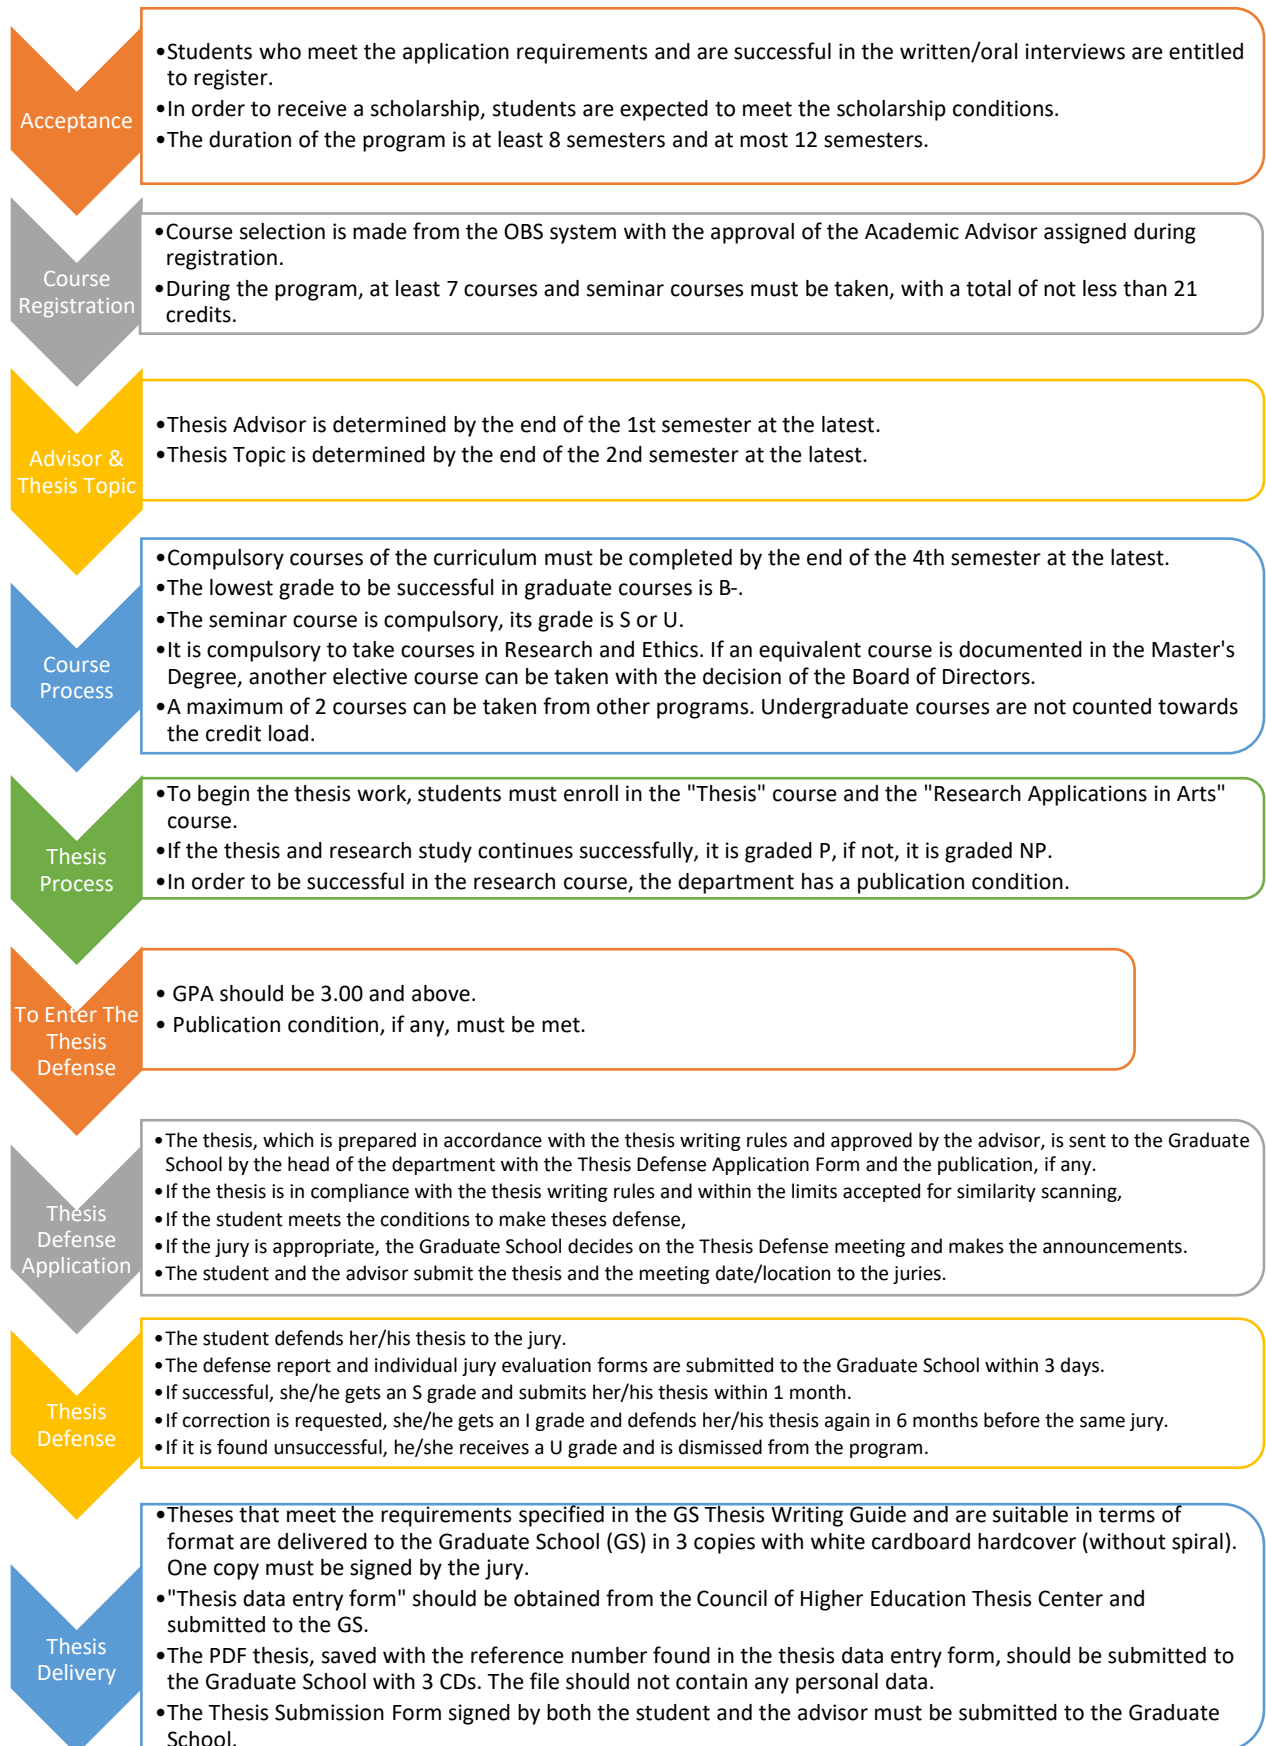 Acceptance
•Students who meet the application requirements and are successful in the written/oral interviews are entitled
to register.
•In order to receive a scholarship, students are expected to meet the scholarship conditions.
•The duration of the program is at least 8 semesters and at most 12 semesters.
Course
Registration
•Course selection is made from the OBS system with the approval of the Academic Advisor assigned during
registration.
•During the program, at least 7 courses and seminar courses must be taken, with a total of not less than 21
credits.
Advisor &
Thesis Topic
•Thesis Advisor is determined by the end of the 1st semester at the latest.
•Thesis Topic is determined by the end of the 2nd semester at the latest.
Course
Process
•Compulsory courses of the curriculum must be completed by the end of the 4th semester at the latest.
•The lowest grade to be successful in graduate courses is B-.
•The seminar course is compulsory, its grade is S or U.
•It is compulsory to take courses in Research and Ethics. If an equivalent course is documented in the Master's
Degree, another elective course can be taken with the decision of the Board of Directors.
•A maximum of 2 courses can be taken from other programs. Undergraduate courses are not counted towards
the credit load.
Thesis
Process
•To begin the thesis work, students must enroll in the "Thesis" course and the "Research Applications in Arts"
course.
•If the thesis and research study continues successfully, it is graded P, if not, it is graded NP.
•In order to be successful in the research course, the department has a publication condition.
To Enter The
Thesis
Defense
• GPA should be 3.00 and above.
• Publication condition, if any, must be met.
Thesis
Defense
Application
•The thesis, which is prepared in accordance with the thesis writing rules and approved by the advisor, is sent to the Graduate
School by the head of the department with the Thesis Defense Application Form and the publication, if any.
•If the thesis is in compliance with the thesis writing rules and within the limits accepted for similarity scanning,
•If the student meets the conditions to make theses defense,
•If the jury is appropriate, the Graduate School decides on the Thesis Defense meeting and makes the announcements.
•The student and the advisor submit the thesis and the meeting date/location to the juries.
Thesis
Defense
•The student defends her/his thesis to the jury.
•The defense report and individual jury evaluation forms are submitted to the Graduate School within 3 days.
•If successful, she/he gets an S grade and submits her/his thesis within 1 month.
•If correction is requested, she/he gets an I grade and defends her/his thesis again in 6 months before the same jury.
•If it is found unsuccessful, he/she receives a U grade and is dismissed from the program.
Thesis
Delivery
•Theses that meet the requirements specified in the GS Thesis Writing Guide and are suitable in terms of
format are delivered to the Graduate School (GS) in 3 copies with white cardboard hardcover (without spiral).
One copy must be signed by the jury.
•"Thesis data entry form" should be obtained from the Council of Higher Education Thesis Center and
submitted to the GS.
•The PDF thesis, saved with the reference number found in the thesis data entry form, should be submitted to
the Graduate School with 3 CDs. The file should not contain any personal data.
•The Thesis Submission Form signed by both the student and the advisor must be submitted to the Graduate
School.